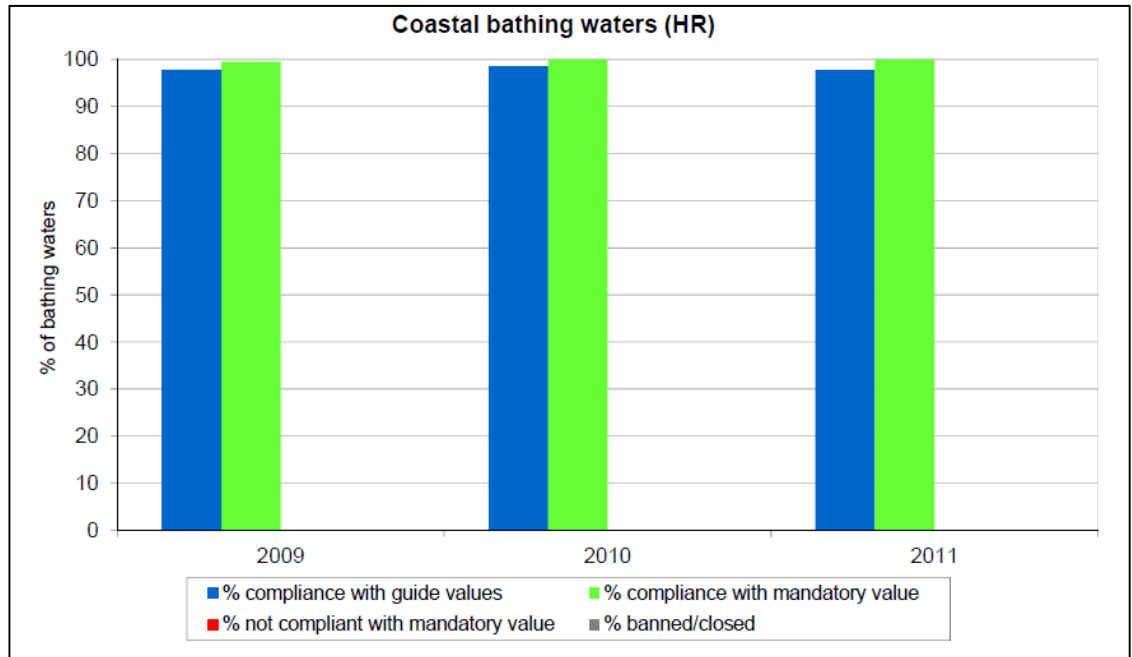 Coastal bathing waters (HR)
% of bathing waters
100
90
80
70
60
50
40
30
20
10
0
2009 2010 2011
% compliance with guide values % compliance with mandatory value
% not compliant with mandatory value % banned/closed